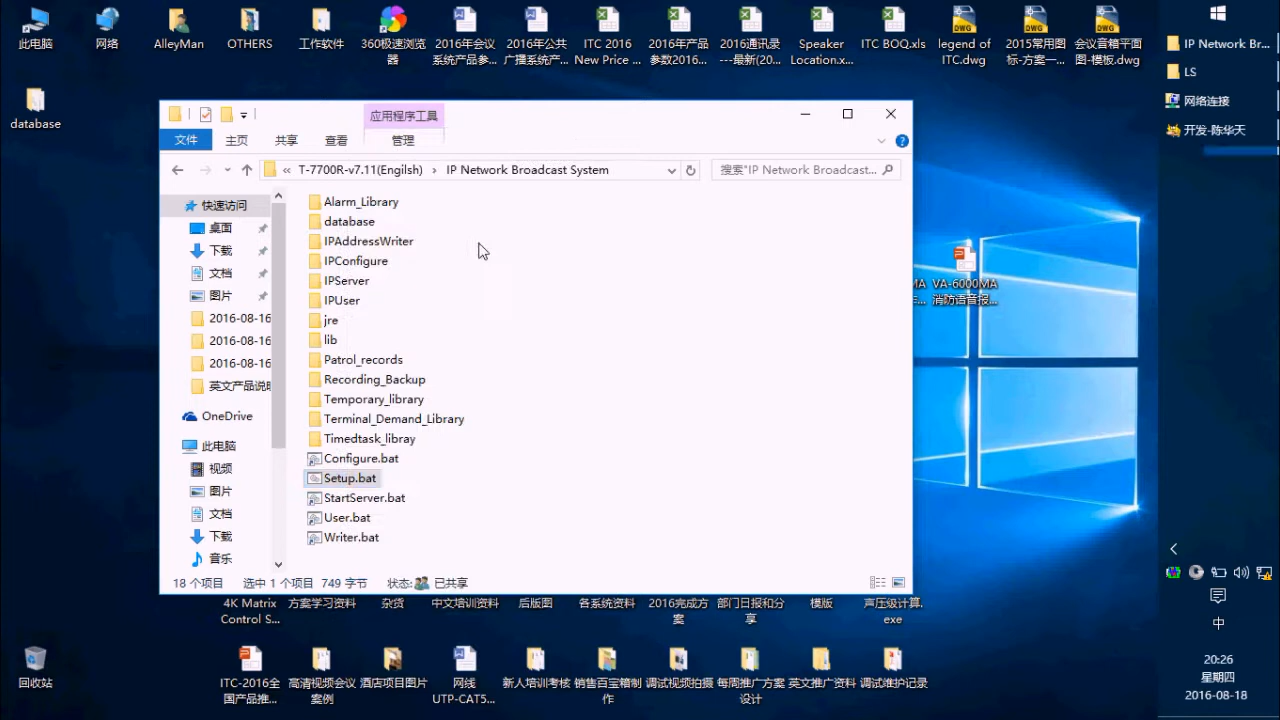 此电脑
网络
AlleyMan
OTHERS
工作软件
360极速浏览
器
2016年会议
系统产品参...
2016年公共
广播系统产...
ITC 2016
New Price ...
2016年产品
参数2016...
2016通讯录
---最新(20...
Speaker
Location.x...
ITC BOQ.xls
legend of
ITC.dwg
2015常用图
标-方案一...
会议音箱平面
图-模板.dwg
database
IP Network Br...
LS
网络连接
开发-陈华天
应用程序工具
文件
主页
共享
查看
管理
« T-7700R-v7.11(Engilsh) › IP Network Broadcast System
搜索"IP Network Broadcast...
快速访问
桌面
下载
文档
图片
2016-08-16
2016-08-16
2016-08-16
英文产品说明
OneDrive
此电脑
视频
图片
文档
下载
音乐
Alarm_Library
database
IPAddressWriter
IPConfigure
IPServer
IPUser
jre
lib
Patrol_records
Recording_Backup
Temporary_library
Terminal_Demand_Library
Timedtask_libray
Configure.bat
Setup.bat
StartServer.bat
User.bat
Writer.bat
18 个项目
选中 1 个项目 749 字节
状态: 已共享
MA
VA-6000MA
消防语音报...
4K Matrix
Control S...
方案学习资料
杂货
中文培训资料
后版图
各系统资料
2016完成方
案
部门日报和分
享
模版
声压级计算.
exe
回收站
ITC-2016全
国产品推...
高清视频会议
案例
酒店项目图片
网线
UTP-CAT5...
新人培训考核
销售百宝箱制
作
调试视频拍摄
每周推广方案
设计
英文推广资料
调试维护记录
中
20:26
星期四
2016-08-18